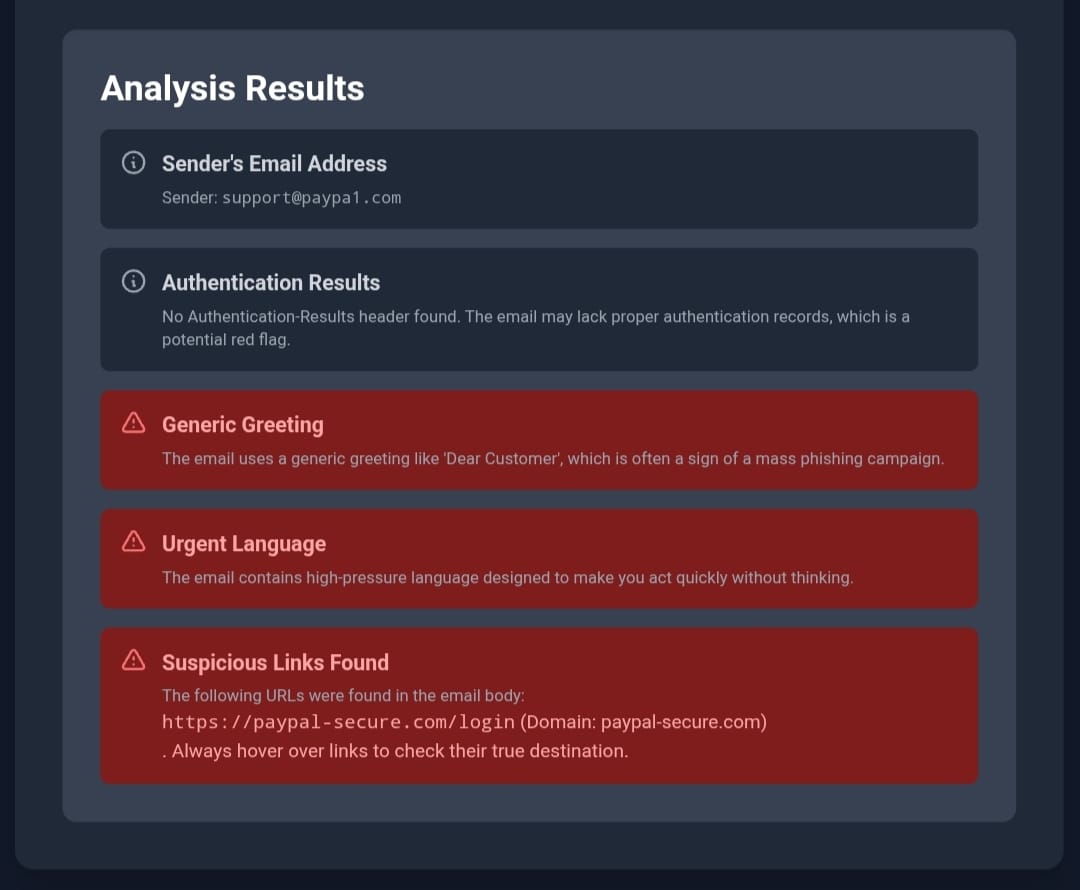 Analysis Results
Sender's Email Address
Sender: support@paypa1.com
Authentication Results
No Authentication-Results header found. The email may lack proper authentication records, which is a
potential red flag.
Generic Greeting
The email uses a generic greeting like 'Dear Customer', which is often a sign of a mass phishing campaign.
Urgent Language
The email contains high-pressure language designed to make you act quickly without thinking.
Suspicious Links Found
The following URLs were found in the email body:
https://paypal-secure.com/login (Domain: paypal-secure.com)
. Always hover over links to check their true destination.